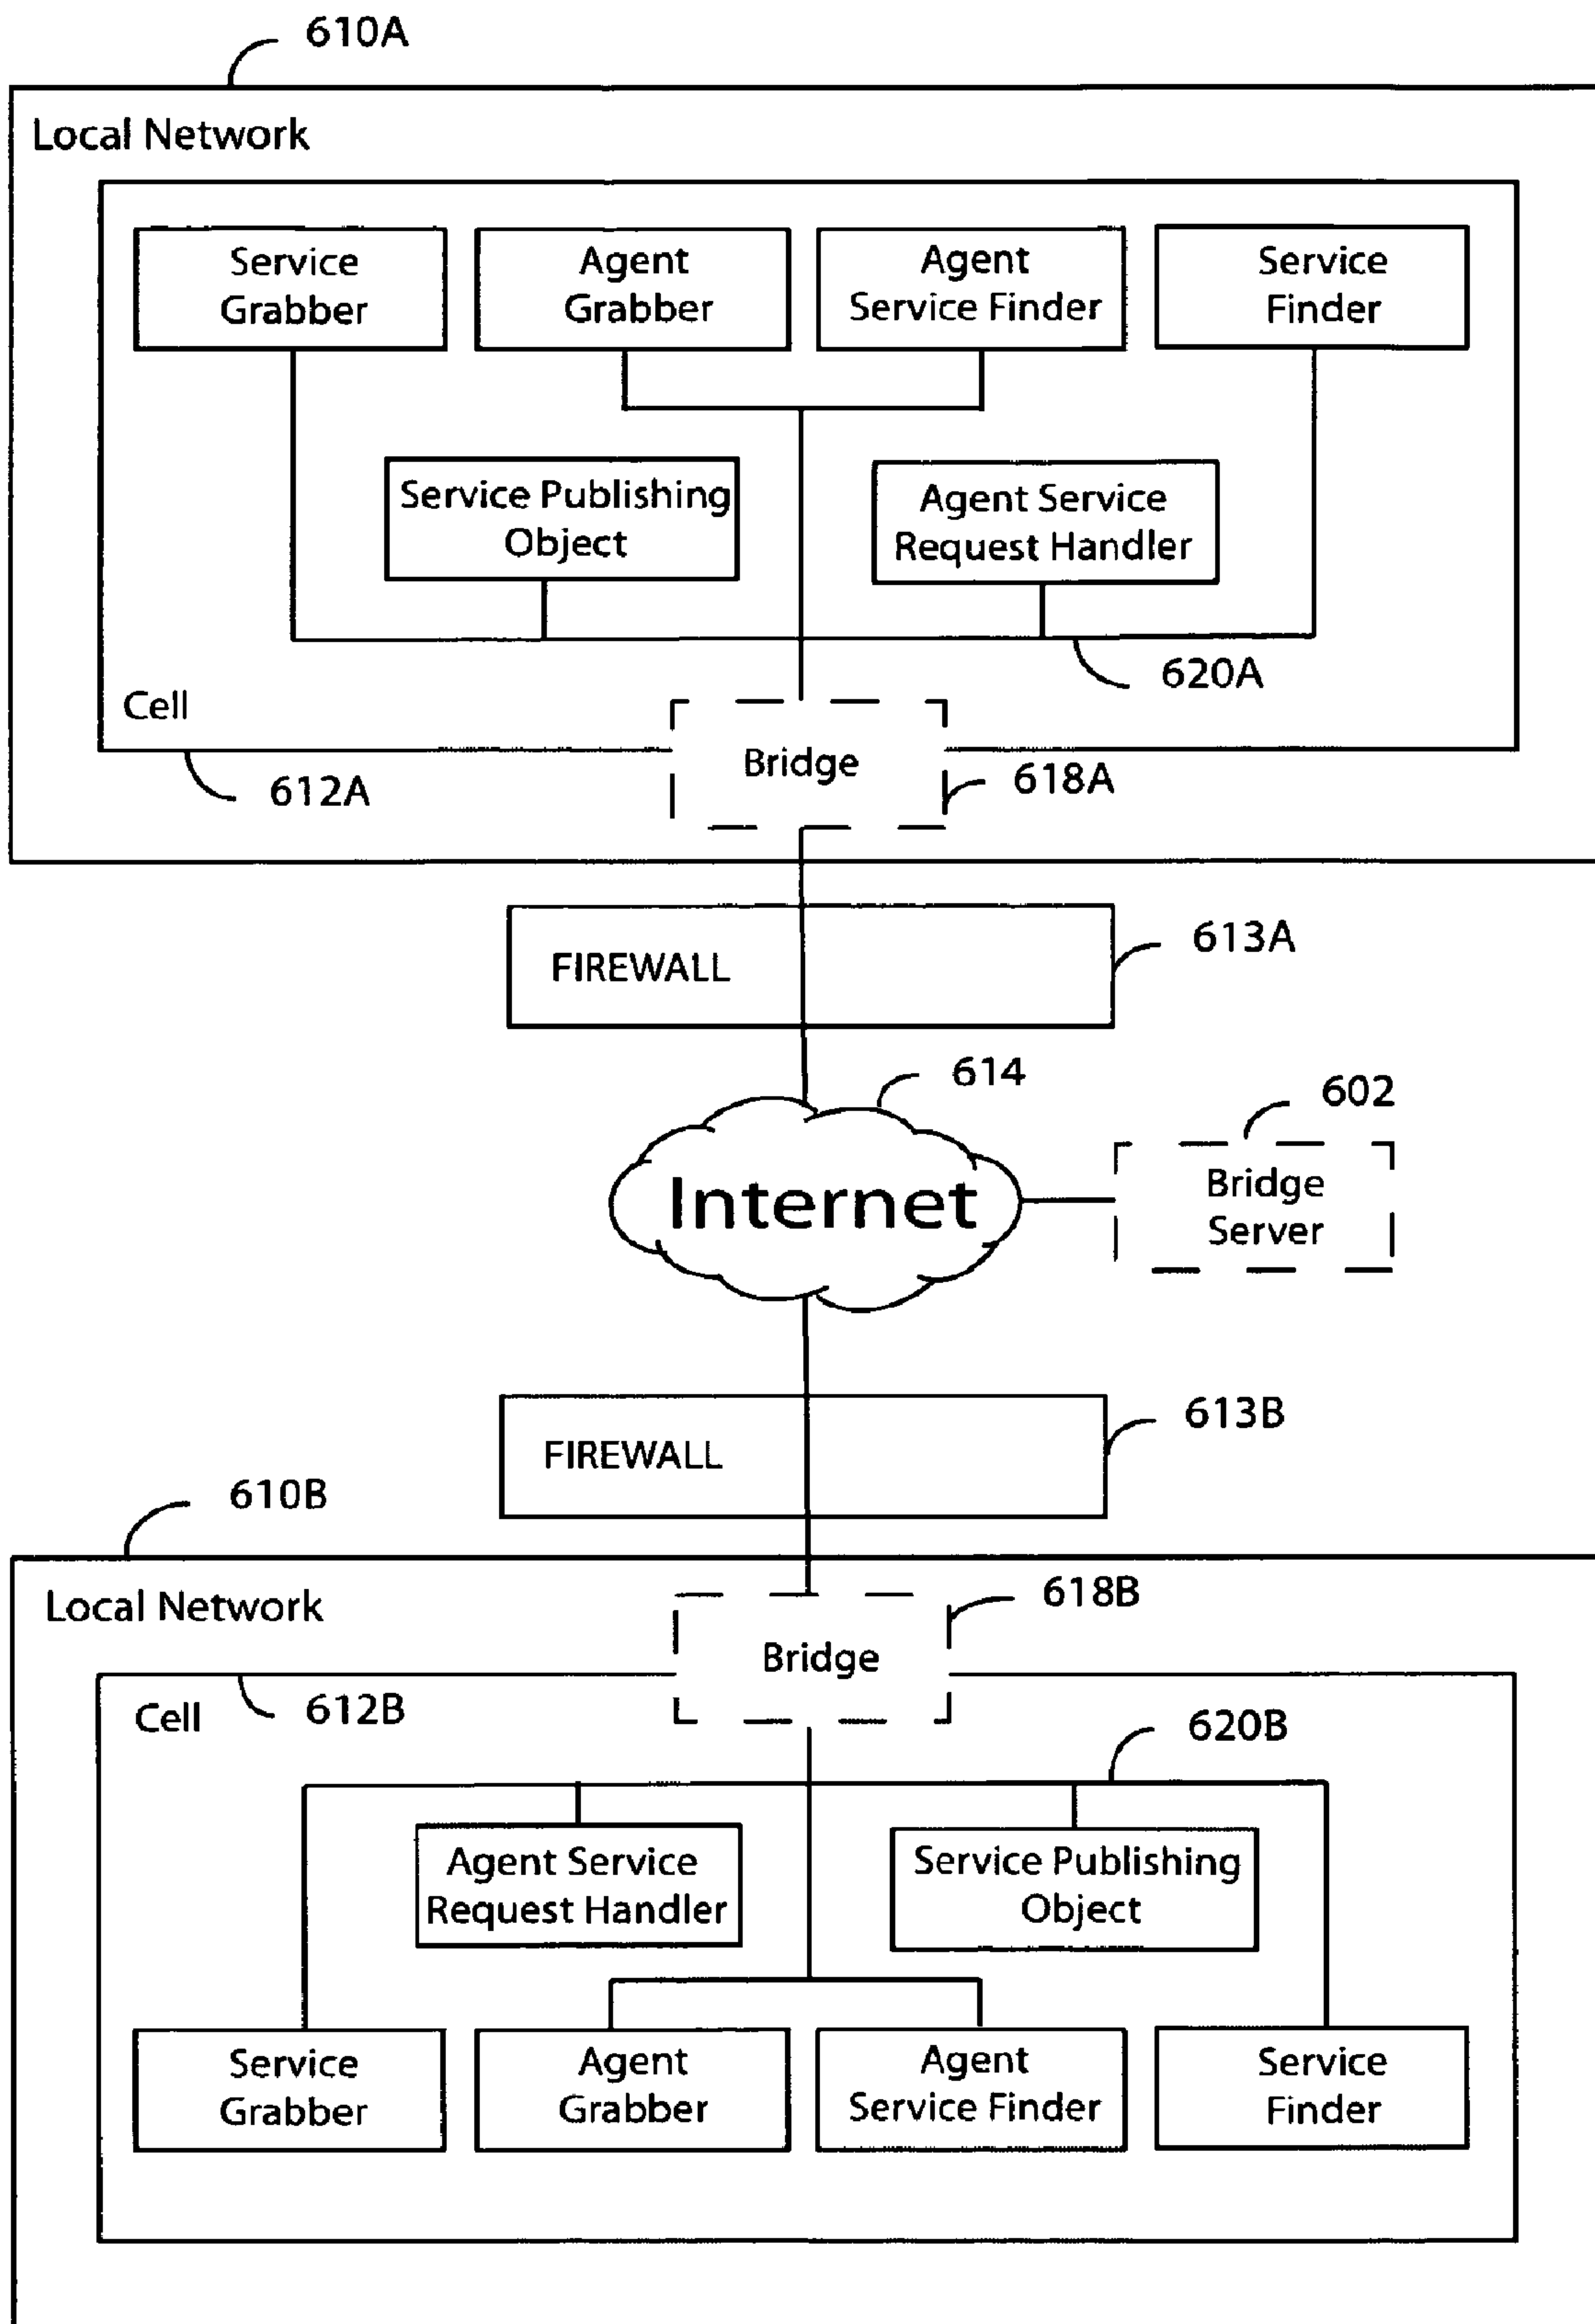 610A
Local Network
Service
Grabber
Agent
Grabber
Agent
Service Finder
Service
Finder
Service Publishing
Object
Agent Service
Request Handler
620A
Cell
Bridge
618A
612A
FIREWALL
613A
614
602
Internet
Bridge
Server
FIREWALL
613B
610B
Local Network
618B
Bridge
Cell
612B
620B
Agent Service
Request Handler
Service Publishing
Object
Service
Grabber
Agent
Grabber
Agent
Service Finder
Service
Finder